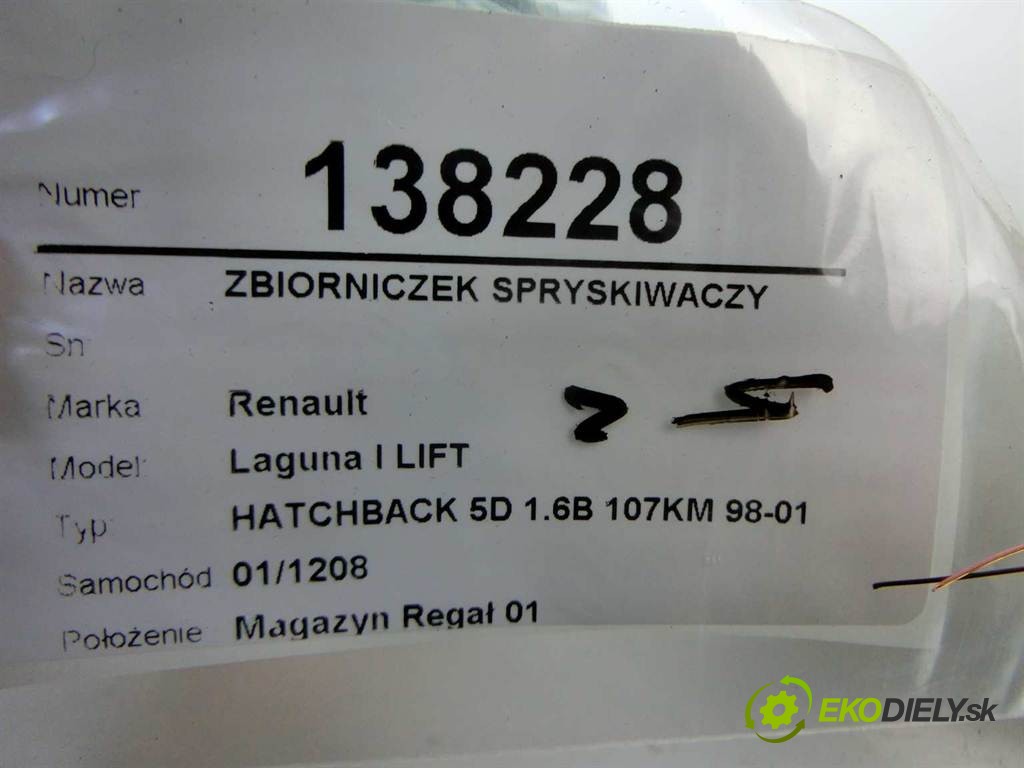 Numer 138228
Nazwa ZBIORNICZEK SPRYSKIWACZY
Sn
Marka Renault
Model Laguna I LIFT
Typ HATCHBACK 5D 1.6B 107KM 98-01
Samochód 01/1208
Położenie Magazyn Regał 01
EKODIELY.sk